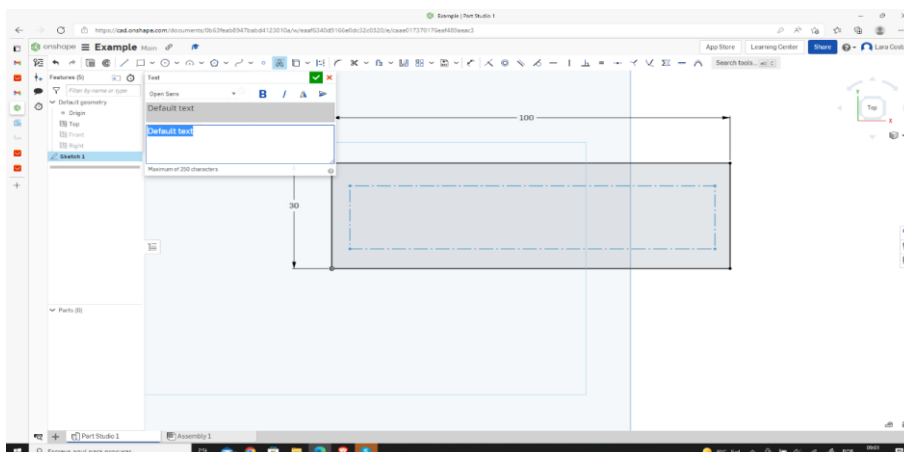 Example | Part Studio 1
onshape Example Main
App Store Learning Center Share Lara Cost
Search tools...
Features (5)
Filter by name or type
Default geometry
Origin
Top
Front
Right
Sketch 1
Text
Open Sans
B I
Default text
Default text
Maximum of 250 characters
100
30
Y
Top
X
Parts (0)
Part Studio 1 Assembly 1